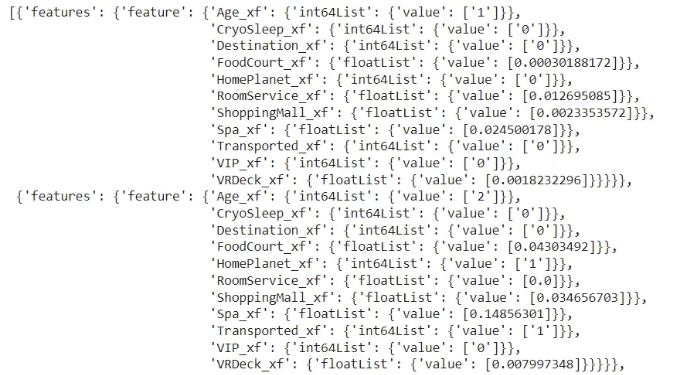 [{'features': {'feature': {'Age_xf': {'int64List': {'value': ['1']}},
'CryoSleep_xf': {'int64List': {'value': ['0']}},
'Destination_xf': {'int64List': {'value': ['0']}},
'FoodCourt_xf': {'floatList': {'value': [0.00030188172]}},
'HomePlanet_xf': {'int64List': {'value': ['0']}},
'RoomService_xf': {'floatList': {'value': [0.012695085]}},
'ShoppingMall_xf': {'floatList': {'value': [0.0023353572]}},
'Spa_xf': {'floatList': {'value': [0.024500178]}},
'Transported_xf': {'int64List': {'value': ['0']}},
'VIP_xf': {'int64List': {'value': ['0']}},
'VRDeck_xf': {'floatList': {'value': [0.0018232296]}}}}},
{'features': {'feature': {'Age_xf': {'int64List': {'value': ['2']}},
'CryoSleep_xf': {'int64List': {'value': ['0']}},
'Destination_xf': {'int64List': {'value': ['0']}},
'FoodCourt_xf': {'floatList': {'value': [0.04303492]}},
'HomePlanet_xf': {'int64List': {'value': ['1']}},
'RoomService_xf': {'floatList': {'value': [0.0]}},
'ShoppingMall_xf': {'floatList': {'value': [0.034656703]}},
'Spa_xf': {'floatList': {'value': [0.14856301]}},
'Transported_xf': {'int64List': {'value': ['1']}},
'VIP_xf': {'int64List': {'value': ['0']}},
'VRDeck_xf': {'floatList': {'value': [0.007997348]}}}}},